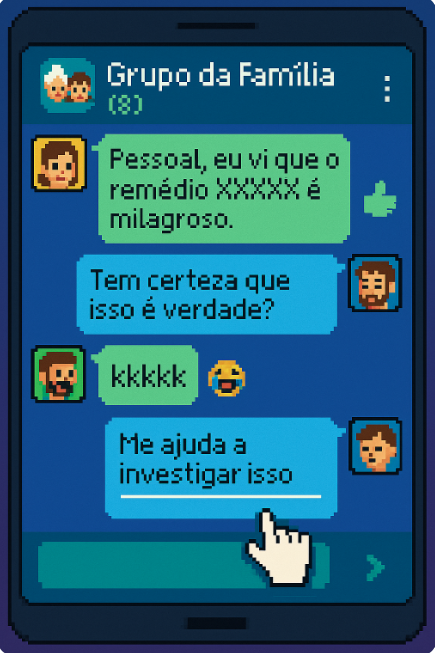 Grupo da Família
(8)
Pessoal, eu vi que o
remédio XXXXX é
milagroso.
Tem certeza que
isso é verdade?
kkkkk
Me ajuda a
investigar isso